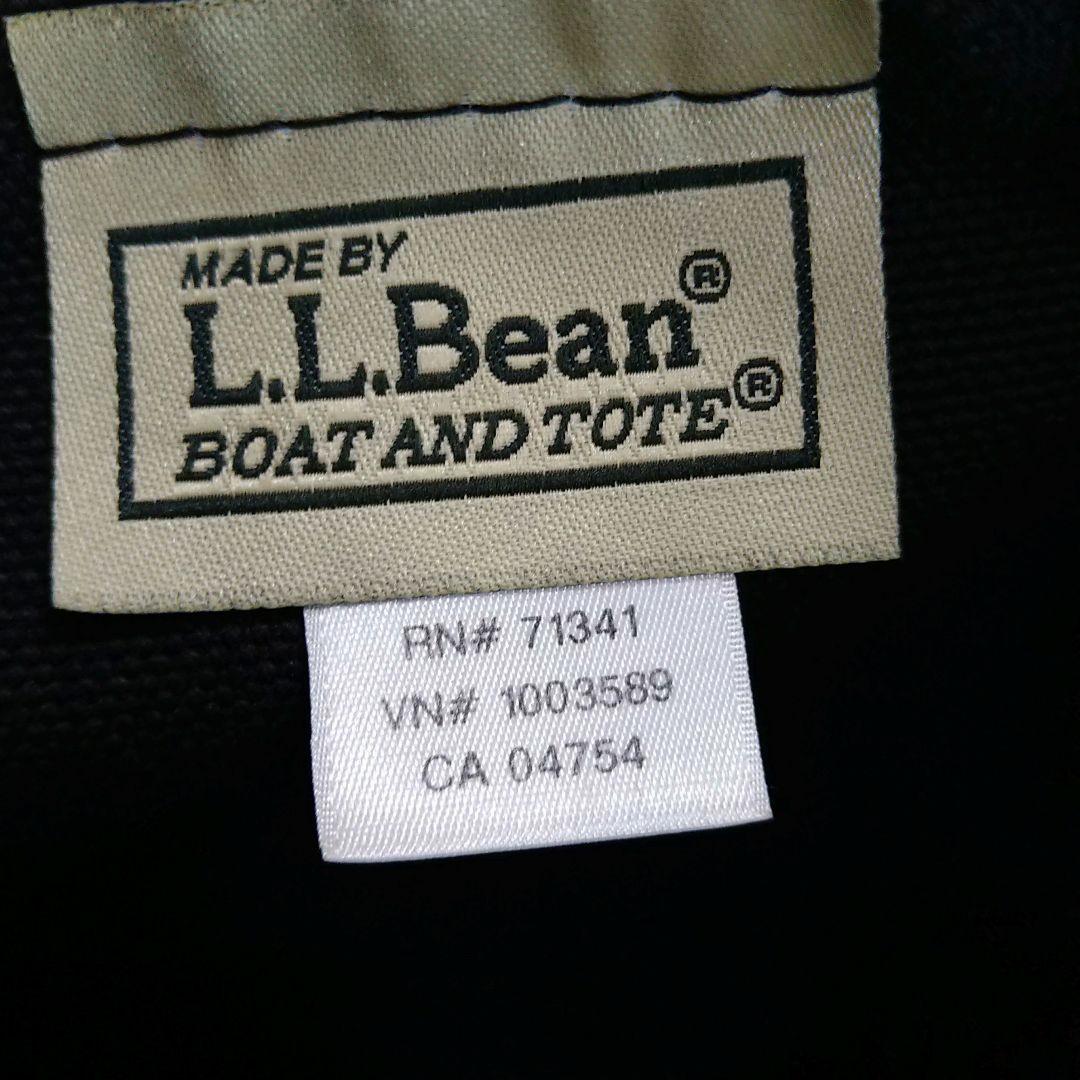 MADE BY
L.L.Bean®
BOAT AND TOTE®
RN# 71341
VN# 1003589
CA 04754